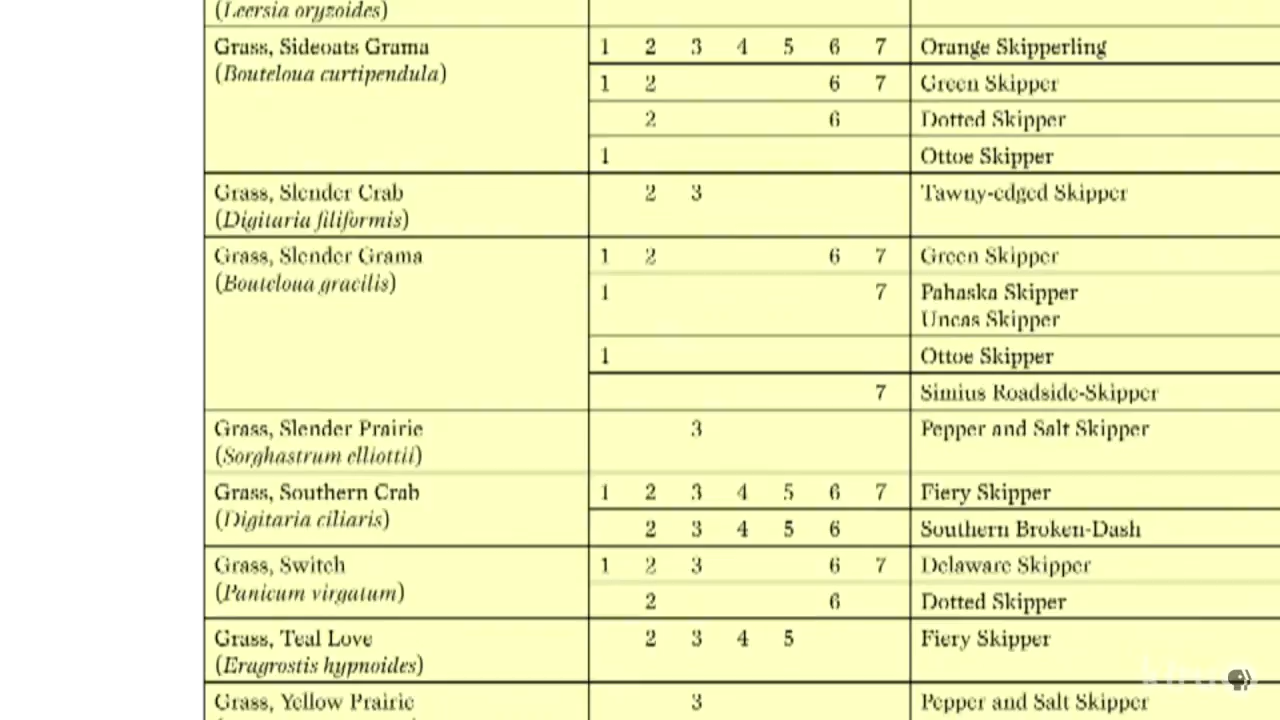 (Leersia oryzoides)
Grass, Sideoats Grama 1 2 3 4 5 6 7 Orange Skipperling
(Bouteloua curtipendula)
1 2 6 7 Green Skipper
2 6 Dotted Skipper
1 Ottoe Skipper
Grass, Slender Crab 2 3 Tawny-edged Skipper
(Digitaria filiformis)
Grass, Slender Grama 1 2 6 7 Green Skipper
(Bouteloua gracilis)
1 7 Pahaska Skipper
Uncas Skipper
1 Ottoe Skipper
7 Simius Roadside-Skipper
Grass, Slender Prairie 3 Pepper and Salt Skipper
(Sorghastrum elliottii)
Grass, Southern Crab 1 2 3 4 5 6 7 Fiery Skipper
(Digitaria ciliaris)
2 3 4 5 6 Southern Broken-Dash
Grass, Switch 1 2 3 6 7 Delaware Skipper
(Panicum virgatum)
2 6 Dotted Skipper
Grass, Teal Love 2 3 4 5 Fiery Skipper
(Eragrostis hypnoides)
Grass, Yellow Prairie 3 Pepper and Salt Skipper